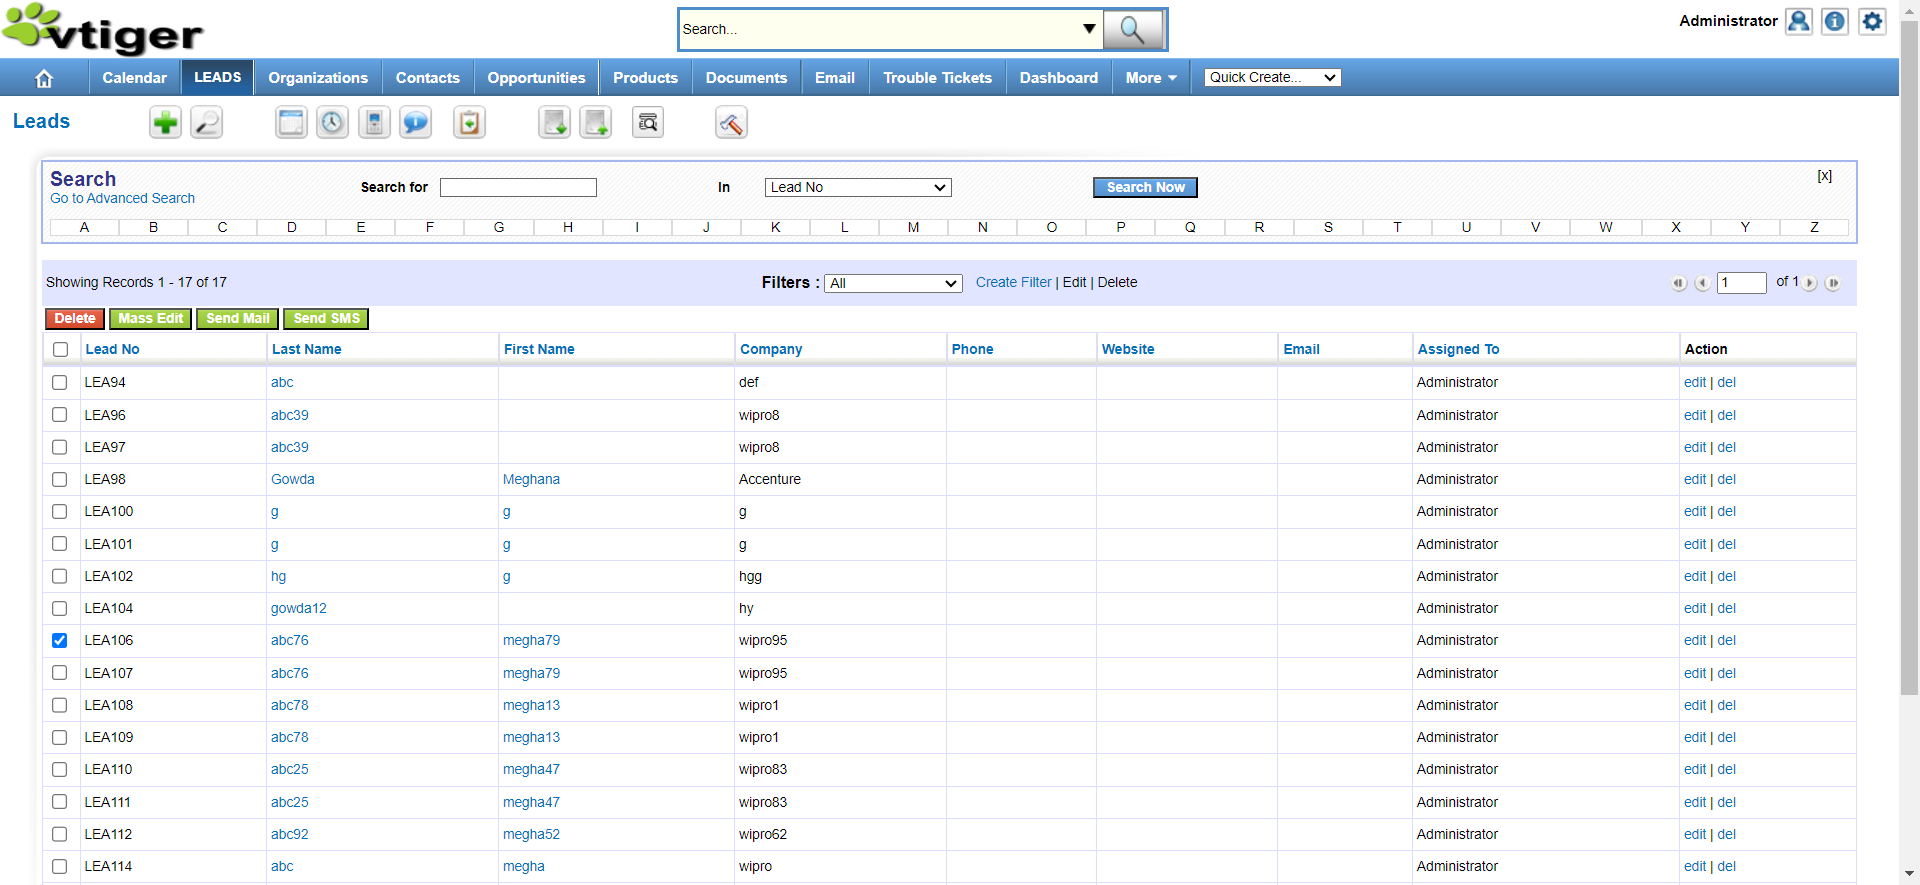 vtiger
Search...
Administrator
Calendar LEADS Organizations Contacts Opportunities Products Documents Email Trouble Tickets Dashboard More Quick Create...
Leads
Search
Go to Advanced Search
Search for In Lead No Search Now [x]
A B C D E F G H I J K L M N O P Q R S T U V W X Y Z
Showing Records 1 - 17 of 17 Filters : All Create Filter | Edit | Delete 1 of 1
Delete Mass Edit Send Mail Send SMS
Lead No Last Name First Name Company Phone Website Email Assigned To Action
LEA94 abc def Administrator edit | del
LEA96 abc39 wipro8 Administrator edit | del
LEA97 abc39 wipro8 Administrator edit | del
LEA98 Gowda Meghana Accenture Administrator edit | del
LEA100 g g g Administrator edit | del
LEA101 g g g Administrator edit | del
LEA102 hg g hgg Administrator edit | del
LEA104 gowda12 hy Administrator edit | del
LEA106 abc76 megha79 wipro95 Administrator edit | del
LEA107 abc76 megha79 wipro95 Administrator edit | del
LEA108 abc78 megha13 wipro1 Administrator edit | del
LEA109 abc78 megha13 wipro1 Administrator edit | del
LEA110 abc25 megha47 wipro83 Administrator edit | del
LEA111 abc25 megha47 wipro83 Administrator edit | del
LEA112 abc92 megha52 wipro62 Administrator edit | del
LEA114 abc megha wipro Administrator edit | del